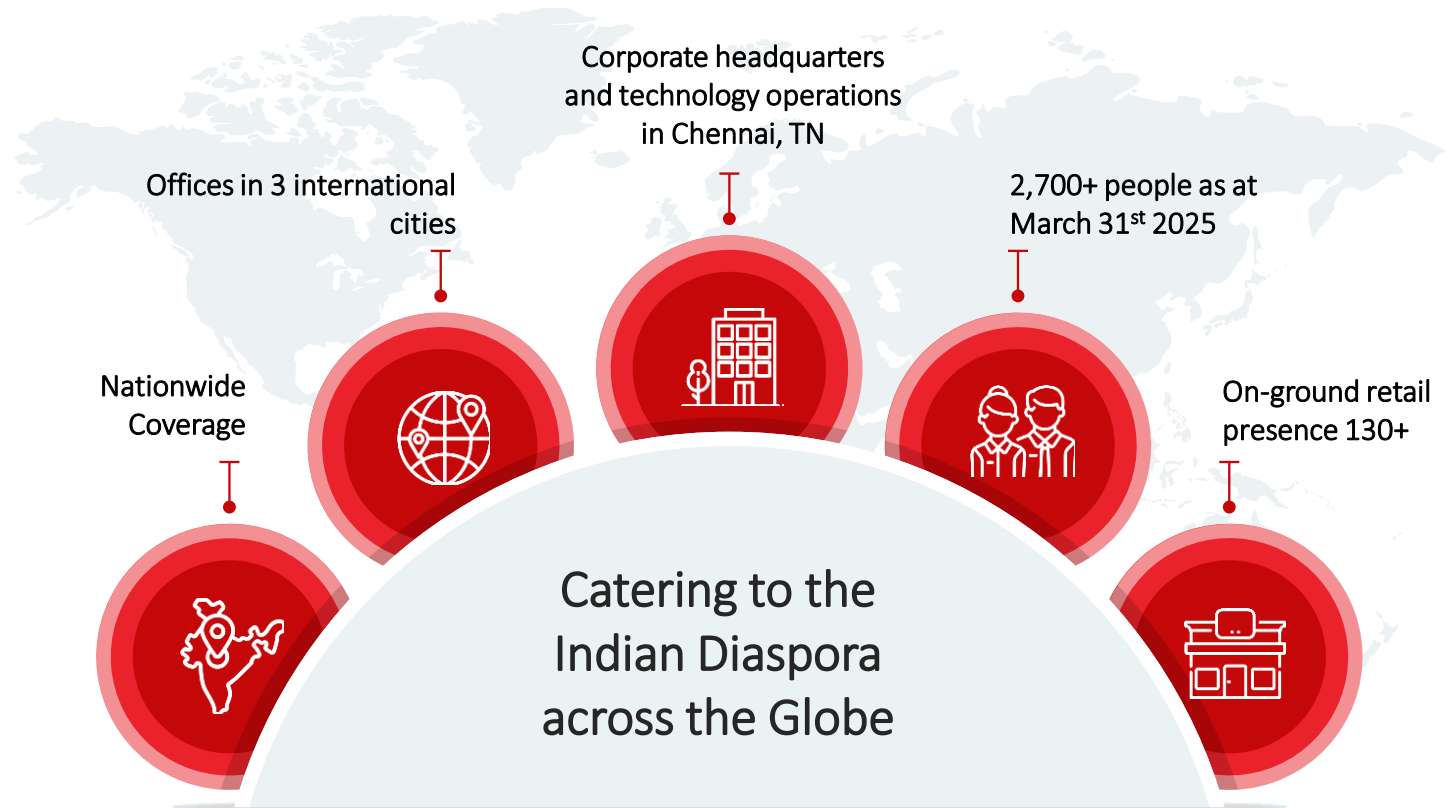 Corporate headquarters
and technology operations
in Chennai, TN
Offices in 3 international
cities
2,700+ people as at
March 31st 2025
Nationwide
Coverage
On-ground retail
presence 130+
Catering to the
Indian Diaspora
across the Globe